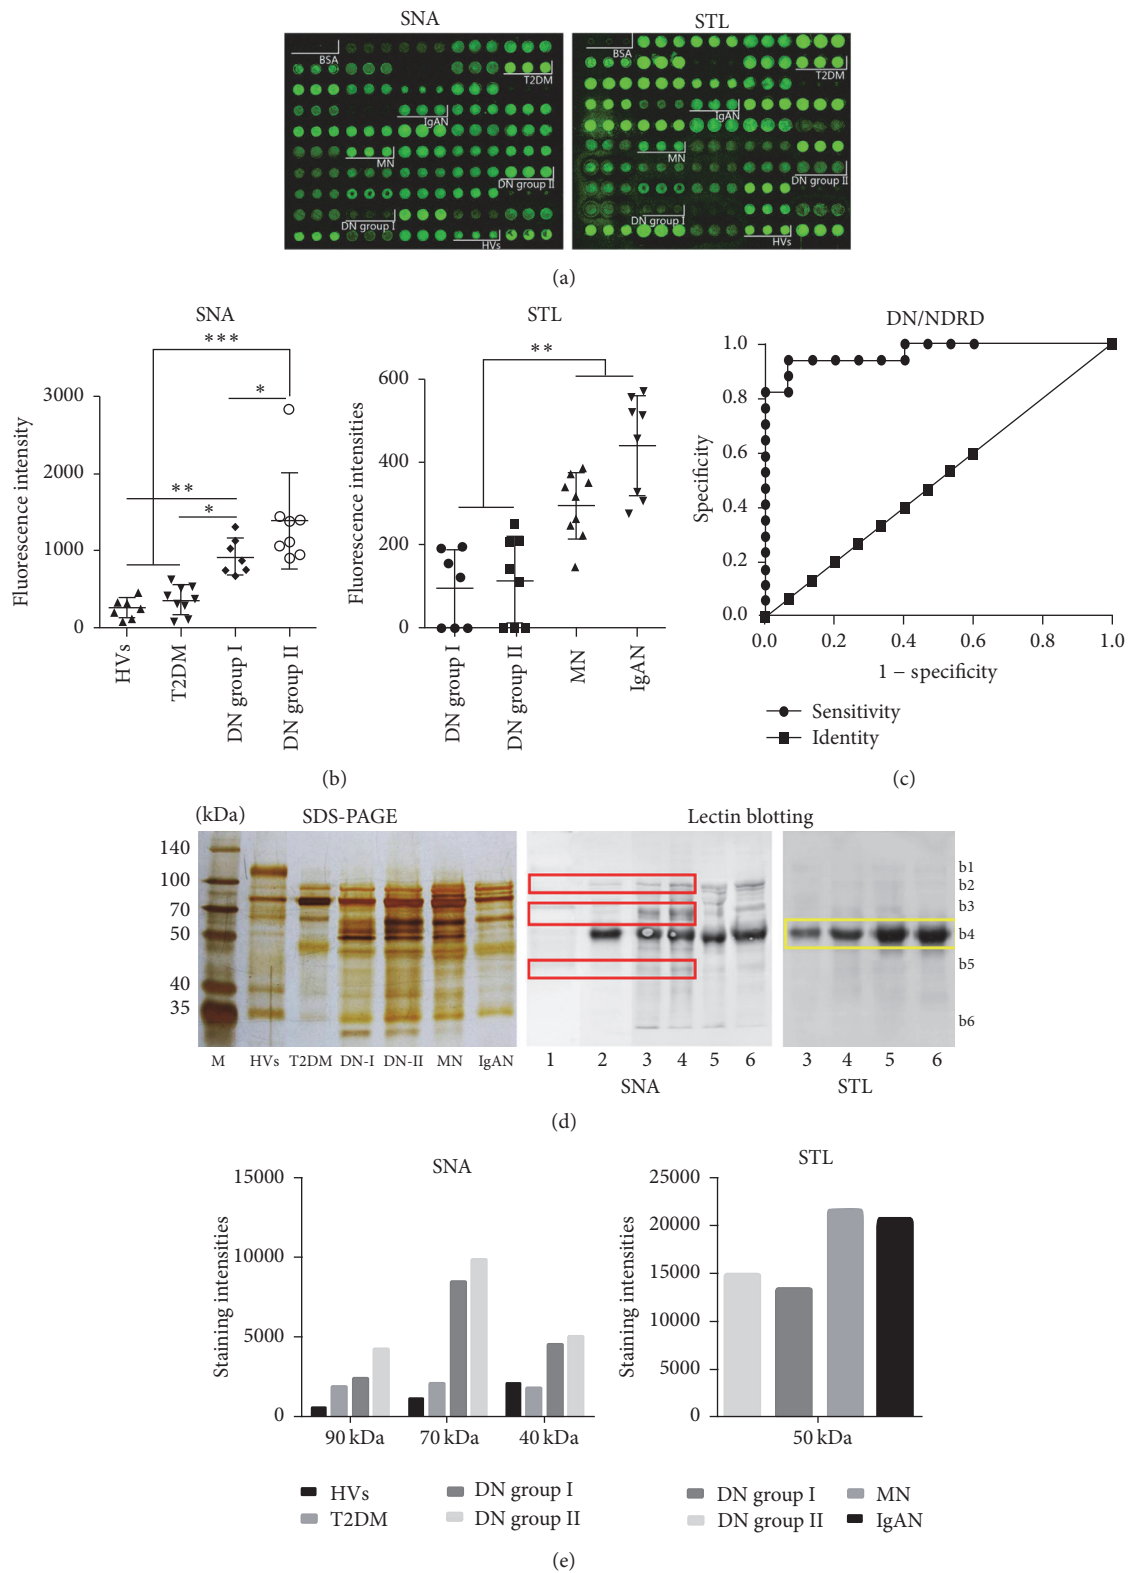 SNA STL
BSA
T2DM
IgAN
MN
DN group II
DN group I
HVs
BSA
T2DM
IgAN
MN
DN group II
DN group I
HVs
(a)
SNA
Fluorescence intensity
3000
2000
1000
0
***
*
**
*
HVs
T2DM
DN group I
DN group II
STL
Fluorescence intensities
600
400
200
0
**
DN group I
DN group II
MN
IgAN
(b)
DN/NDRD
Specificity
1.0
0.8
0.6
0.4
0.2
0.0
0.0 0.2 0.4 0.6 0.8 1.0
1 − specificity
Sensitivity
Identity
(c)
(kDa) SDS-PAGE Lectin blotting
140
100
70
50
40
35
M HVs T2DM DN-I DN-II MN IgAN
1 2 3 4 5 6
SNA
3 4 5 6
STL
b1
b2
b3
b4
b5
b6
(d)
SNA
Staining intensities
15000
10000
5000
0
90 kDa 70 kDa 40 kDa
HVs
T2DM
DN group I
DN group II
STL
Staining intensities
25000
20000
15000
10000
5000
0
50 kDa
DN group I
DN group II
MN
IgAN
(e)